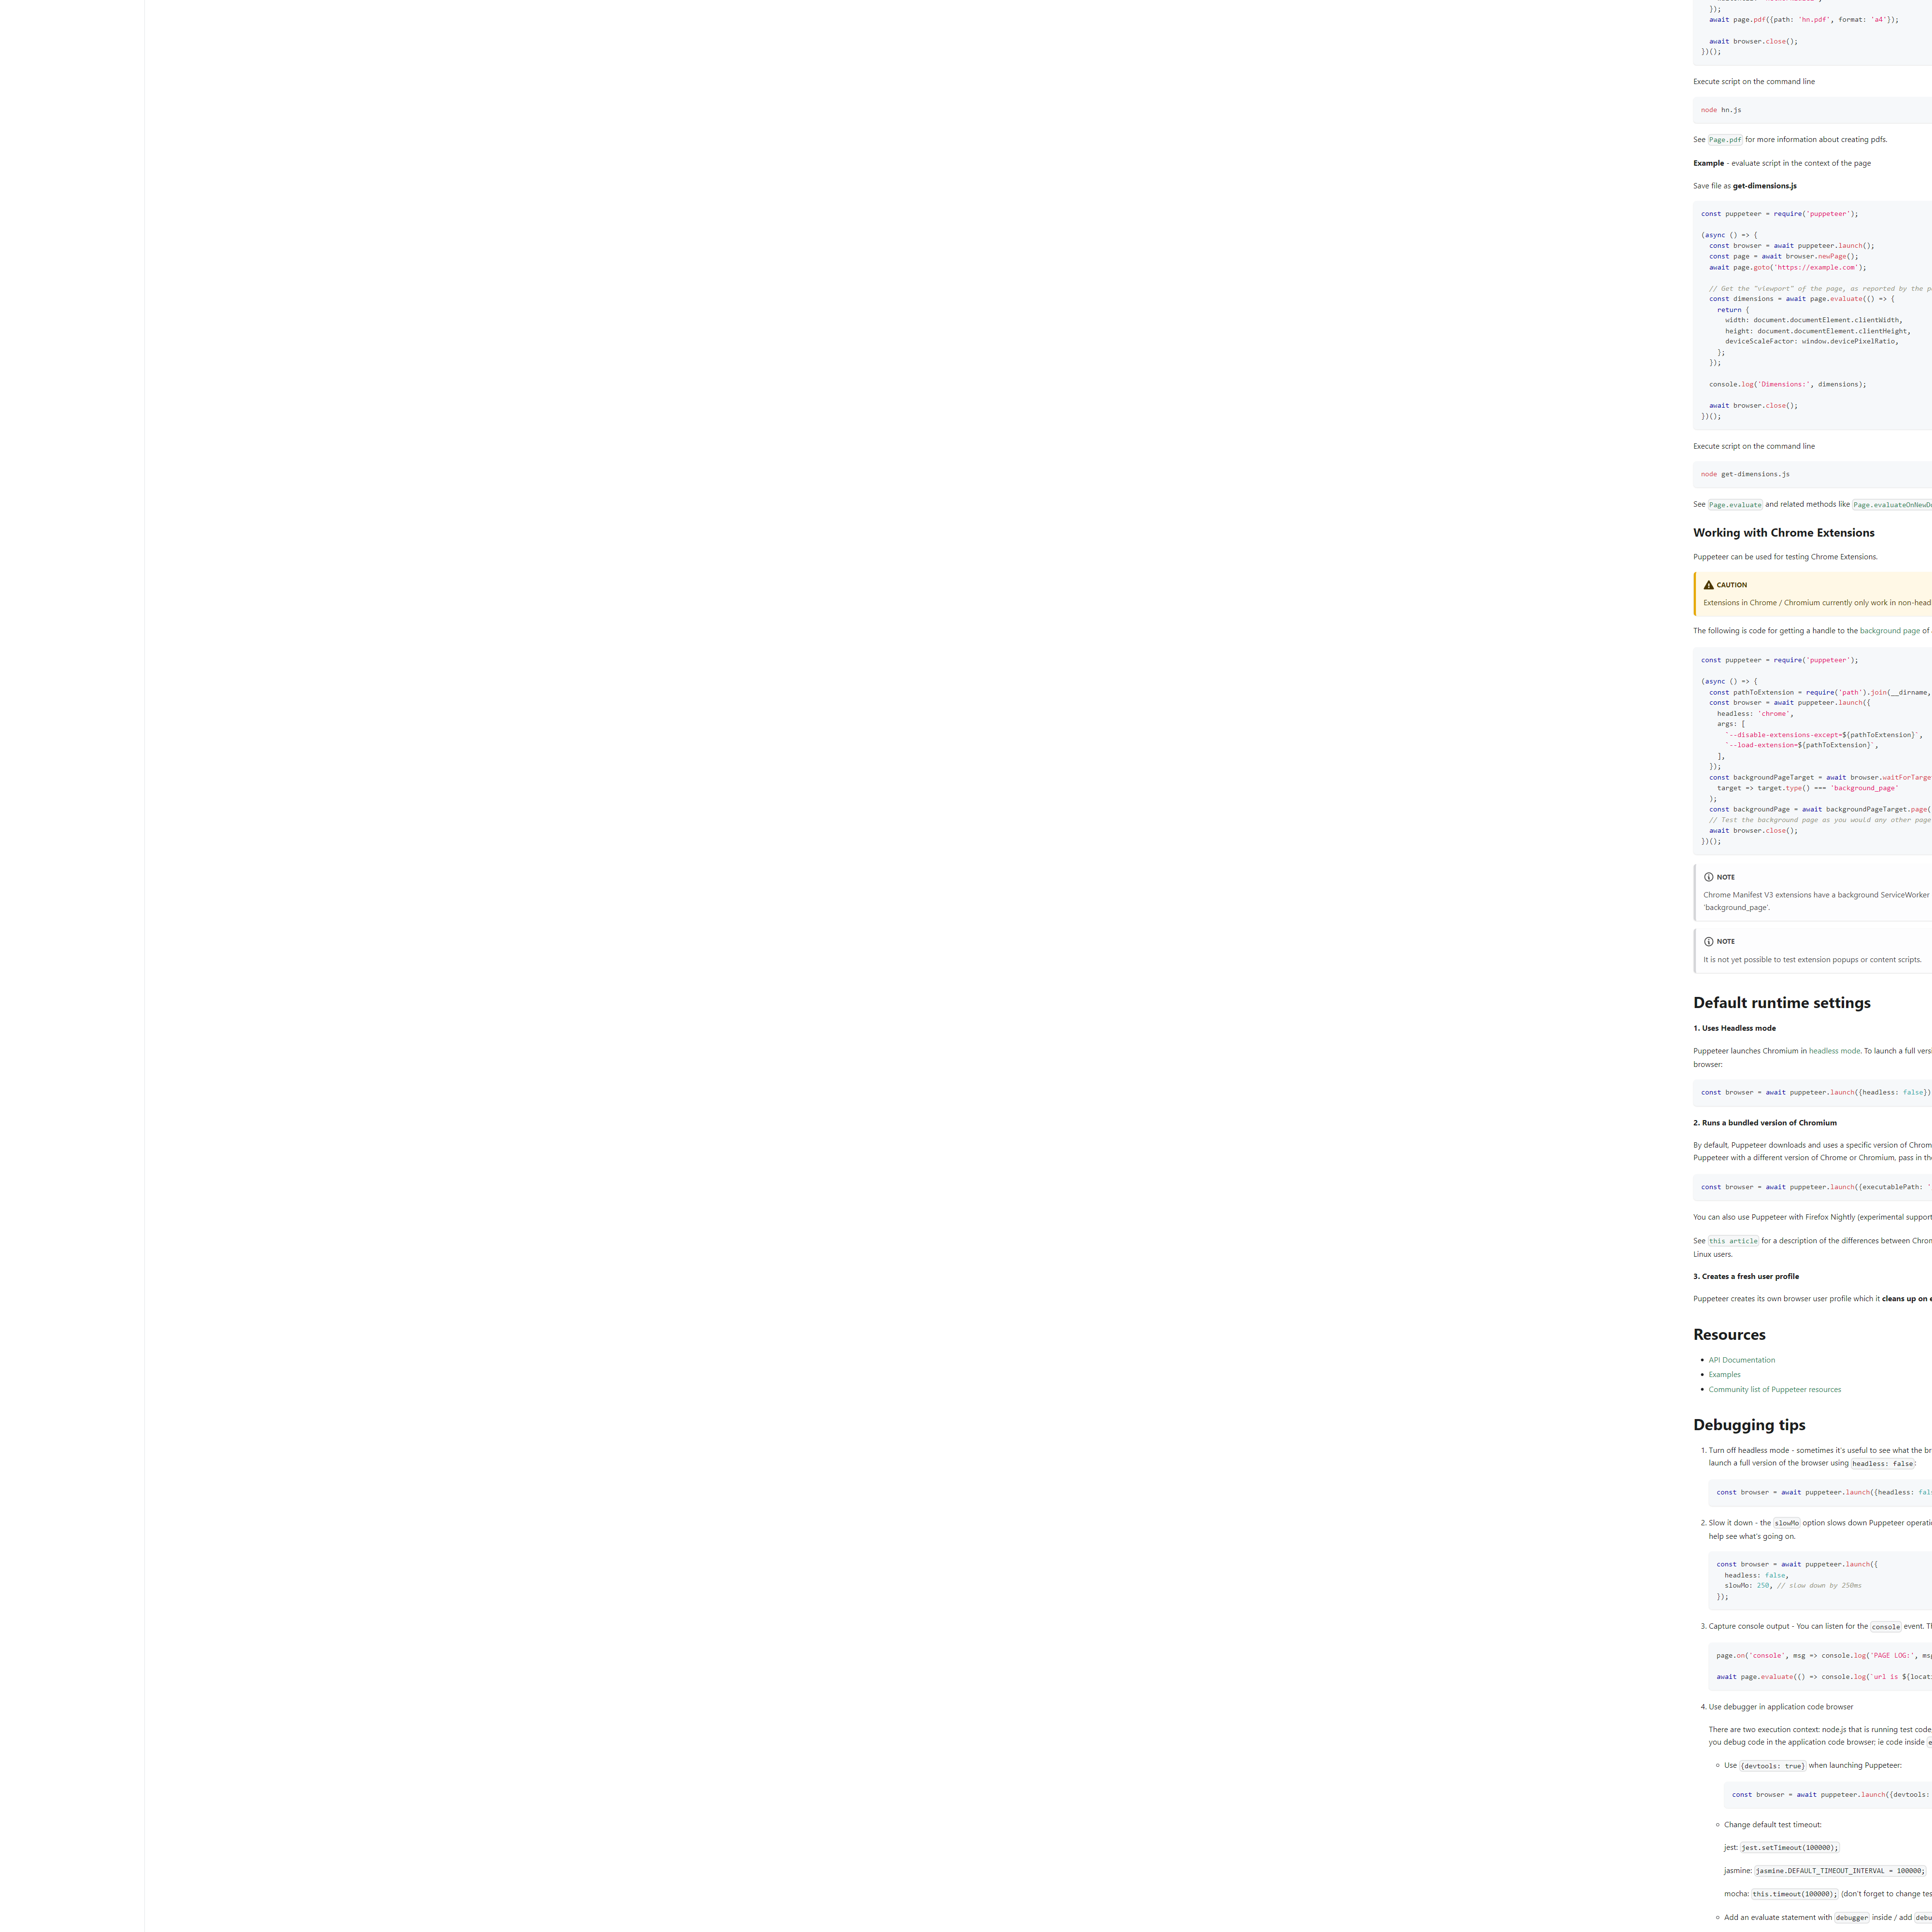 });
await page.pdf({path: 'hn.pdf', format: 'a4'});
await browser.close();
})();
Execute script on the command line
node hn.js
See Page.pdf for more information about creating pdfs.
Example - evaluate script in the context of the page
Save file as get-dimensions.js
const puppeteer = require('puppeteer');
(async () => {
const browser = await puppeteer.launch();
const page = await browser.newPage();
await page.goto('https://example.com');
// Get the "viewport" of the page, as reported by the
const dimensions = await page.evaluate(() => {
return {
width: document.documentElement.clientWidth,
height: document.documentElement.clientHeight,
deviceScaleFactor: window.devicePixelRatio,
};
});
console.log('Dimensions:', dimensions);
await browser.close();
})();
Execute script on the command line
node get-dimensions.js
See Page.evaluate and related methods like Page.evaluateOnNewD
Working with Chrome Extensions
Puppeteer can be used for testing Chrome Extensions.
CAUTION
Extensions in Chrome / Chromium currently only work in non-head
The following is code for getting a handle to the background page of
const puppeteer = require('puppeteer');
(async () => {
const pathToExtension = require('path').join(__dirname,
const browser = await puppeteer.launch({
headless: 'chrome',
args: [
`--disable-extensions-except=${pathToExtension}`,
`--load-extension=${pathToExtension}`,
],
});
const backgroundPageTarget = await browser.waitForTarge
target => target.type() === 'background_page'
);
const backgroundPage = await backgroundPageTarget.page(
// Test the background page as you would any other page
await browser.close();
})();
NOTE
Chrome Manifest V3 extensions have a background ServiceWorker
'background_page'.
NOTE
It is not yet possible to test extension popups or content scripts.
Default runtime settings
1. Uses Headless mode
Puppeteer launches Chromium in headless mode. To launch a full versi
browser:
const browser = await puppeteer.launch({headless: false})
2. Runs a bundled version of Chromium
By default, Puppeteer downloads and uses a specific version of Chrom
Puppeteer with a different version of Chrome or Chromium, pass in th
const browser = await puppeteer.launch({executablePath: '
You can also use Puppeteer with Firefox Nightly (experimental support
See this article for a description of the differences between Chrom
Linux users.
3. Creates a fresh user profile
Puppeteer creates its own browser user profile which it cleans up on e
Resources
• API Documentation
• Examples
• Community list of Puppeteer resources
Debugging tips
1. Turn off headless mode - sometimes it's useful to see what the br
launch a full version of the browser using headless: false:
const browser = await puppeteer.launch({headless: fal
2. Slow it down - the slowMo option slows down Puppeteer operati
help see what's going on.
const browser = await puppeteer.launch({
headless: false,
slowMo: 250, // slow down by 250ms
});
3. Capture console output - You can listen for the console event. T
page.on('console', msg => console.log('PAGE LOG:', ms
await page.evaluate(() => console.log(`url is ${locati
4. Use debugger in application code browser
There are two execution context: node.js that is running test code
you debug code in the application code browser; ie code inside e
◦ Use {devtools: true} when launching Puppeteer:
const browser = await puppeteer.launch({devtools:
◦ Change default test timeout:
jest: jest.setTimeout(100000);
jasmine: jasmine.DEFAULT_TIMEOUT_INTERVAL = 100000;
mocha: this.timeout(100000); (don't forget to change tes
◦ Add an evaluate statement with debugger inside / add debu